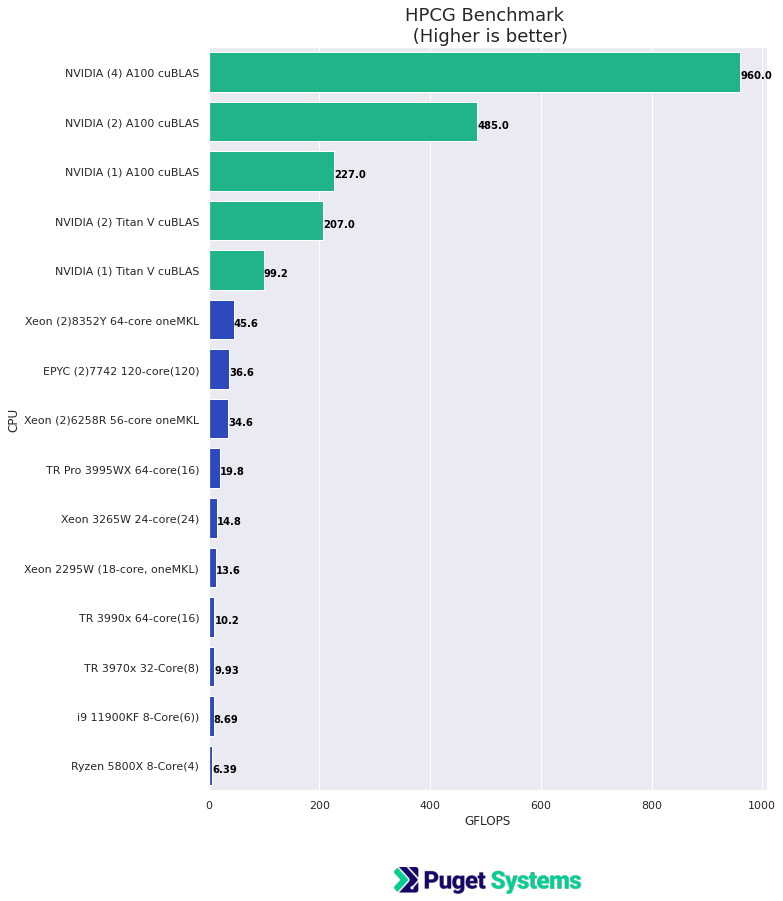 HPCG Benchmark
(Higher is better)
NVIDIA (4) A100 cuBLAS 960.0
NVIDIA (2) A100 cuBLAS 485.0
NVIDIA (1) A100 cuBLAS 227.0
NVIDIA (2) Titan V cuBLAS 207.0
NVIDIA (1) Titan V cuBLAS 99.2
Xeon (2)8352Y 64-core oneMKL 45.6
EPYC (2)7742 120-core(120) 36.6
Xeon (2)6258R 56-core oneMKL 34.6
TR Pro 3995WX 64-core(16) 19.8
Xeon 3265W 24-core(24) 14.8
Xeon 2295W (18-core, oneMKL) 13.6
TR 3990x 64-core(16) 10.2
TR 3970x 32-Core(8) 9.93
i9 11900KF 8-Core(6)) 8.69
Ryzen 5800X 8-Core(4) 6.39
CPU
0 200 400 600 800 1000
GFLOPS
Puget Systems